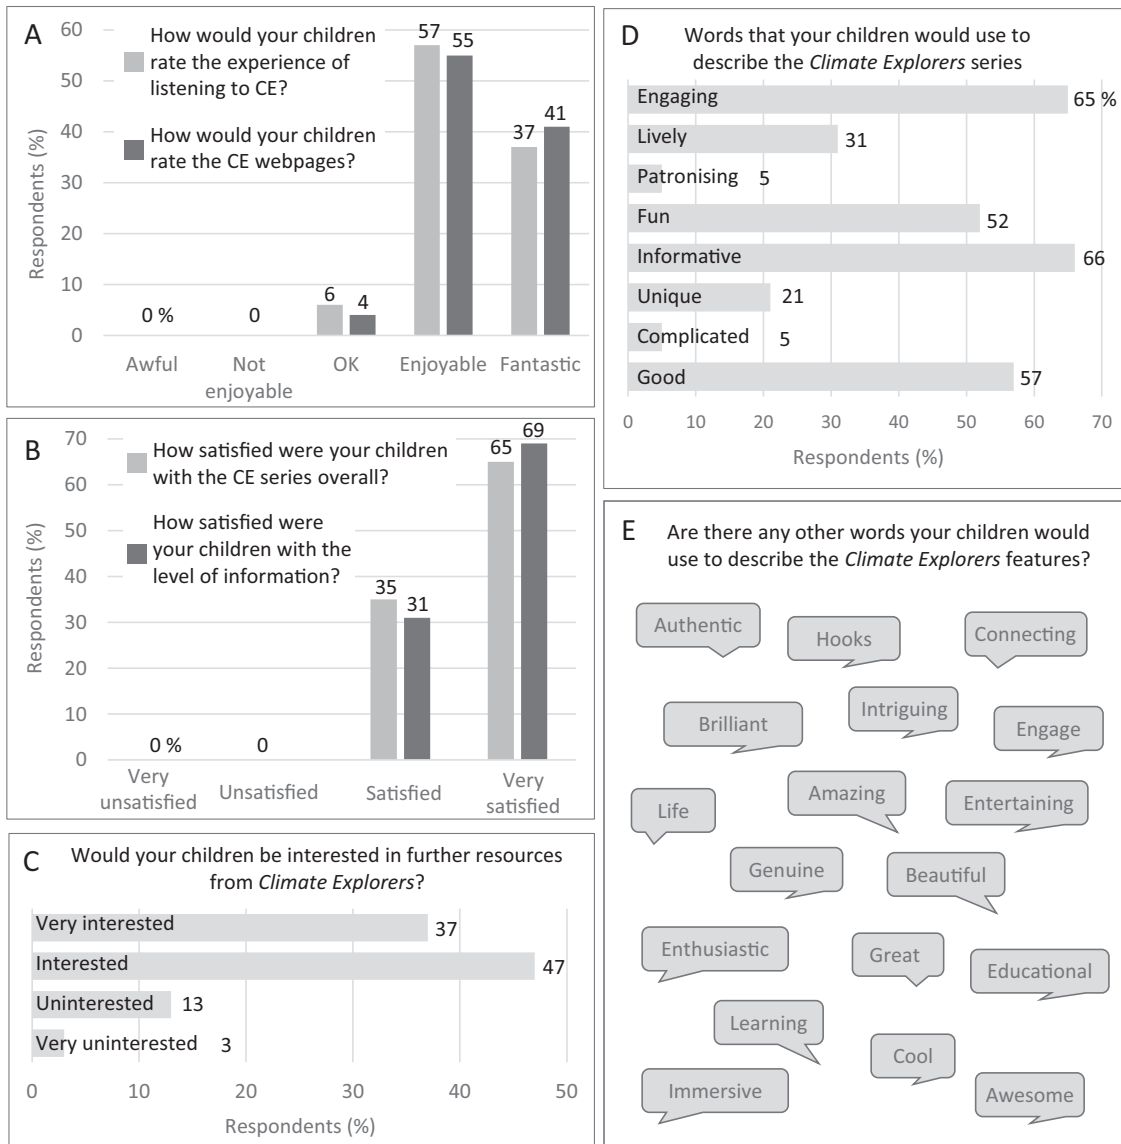 A
How would your children
rate the experience of
listening to CE?
How would your children
rate the CE webpages?
Respondents (%)
60
50
40
30
20
10
0
0 %
0
6
4
57
55
37
41
Awful
Not
enjoyable
OK
Enjoyable
Fantastic
B
How satisfied were your children
with the CE series overall?
How satisfied were
your children with the
level of information?
Respondents (%)
70
60
50
40
30
20
10
0
0 %
0
35
31
65
69
Very
unsatisfied
Unsatisfied
Satisfied
Very
satisfied
C
Would your children be interested in further resources
from Climate Explorers?
Very interested 37
Interested 47
Uninterested 13
Very uninterested 3
0 10 20 30 40 50
Respondents (%)
D
Words that your children would use to
describe the Climate Explorers series
Engaging 65 %
Lively 31
Patronising 5
Fun 52
Informative 66
Unique 21
Complicated 5
Good 57
0 10 20 30 40 50 60 70
Respondents (%)
E
Are there any other words your children would
use to describe the Climate Explorers features?
Authentic
Hooks
Connecting
Brilliant
Intriguing
Engage
Life
Amazing
Entertaining
Genuine
Beautiful
Enthusiastic
Great
Educational
Learning
Cool
Immersive
Awesome